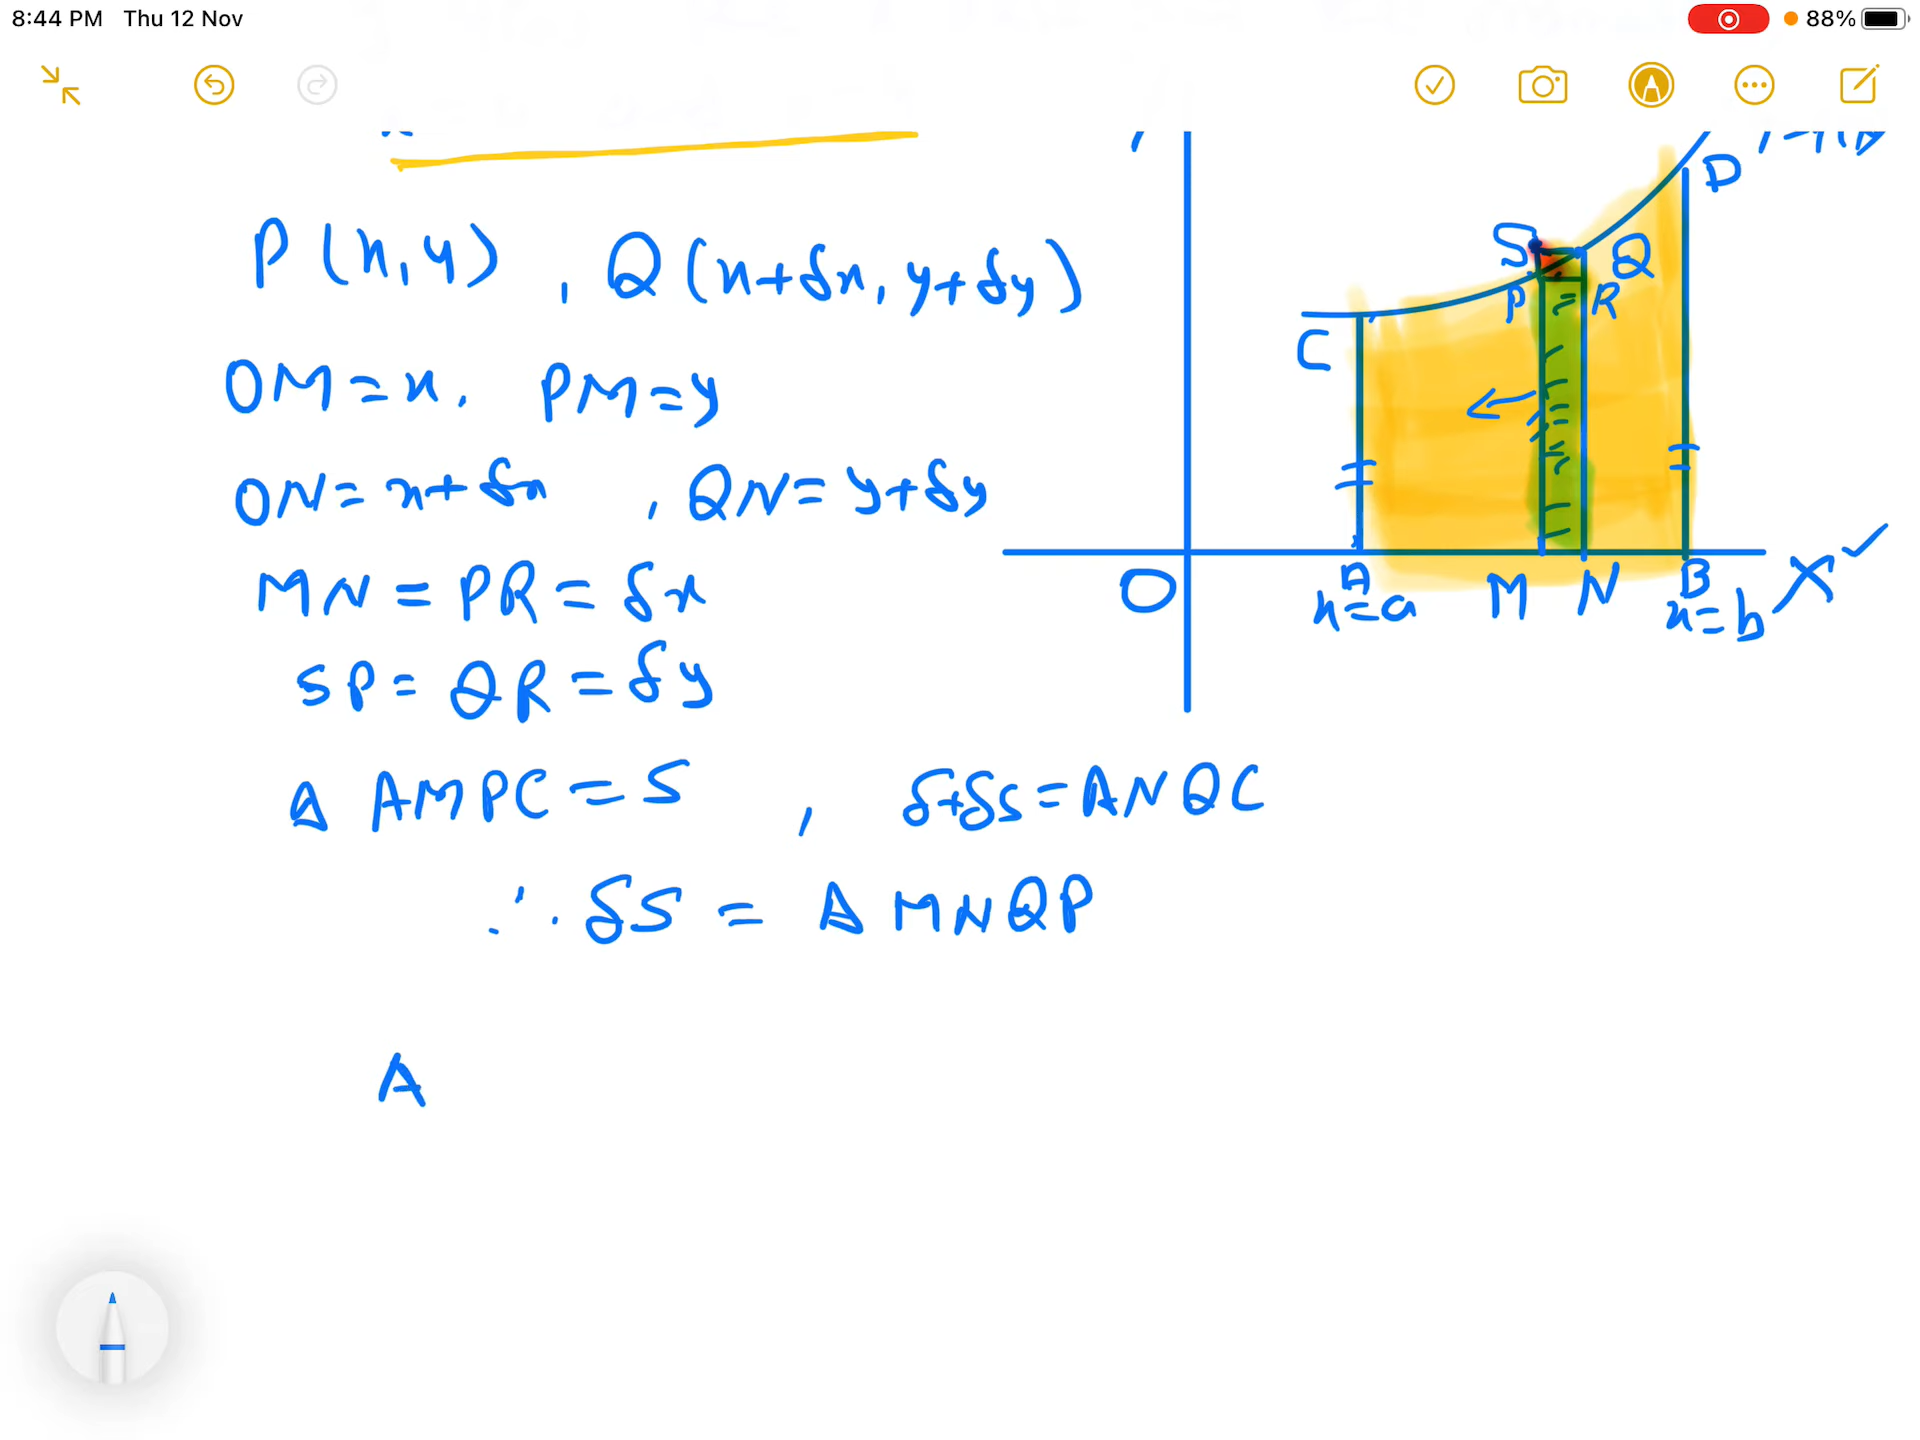 8:44 PM Thu 12 Nov
88%
P(x,y) , Q(x+δx, y+δy)
OM=x, PM=y
ON=x+δx , QN=y+δy
MN=PR=δx
SP=QR=δy
A AMPC=S , S+δS=ANQC
∴ δS = A MNQP
A
D
S Q
P R
C
O A M N B X
x=a x=b